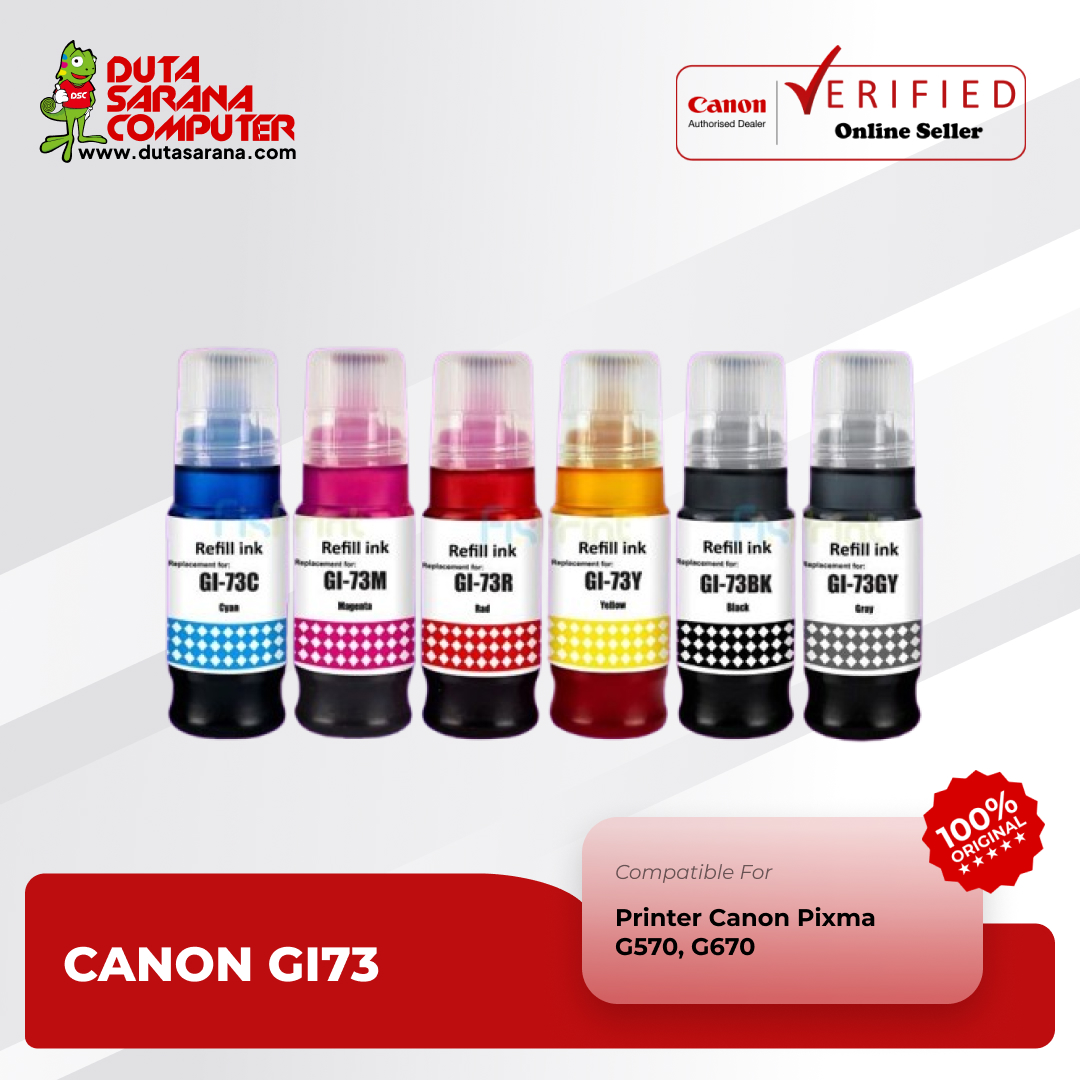 DUTA
SARANA
COMPUTER
www.dutasarana.com
DSC
Canon
Authorised Dealer
VERIFIED
Online Seller
Refill ink
Replacement for:
GI-73C
Cyan
Refill ink
Replacement for:
GI-73M
Magenta
Refill ink
Replacement for:
GI-73R
Rad
Refill ink
Replacement for:
GI-73Y
Yellow
Refill ink
Replacement for:
GI-73BK
Black
Refill ink
Replacement for:
GI-73GY
Gray
100%
ORIGINAL
Compatible For
Printer Canon Pixma
G570, G670
CANON GI73